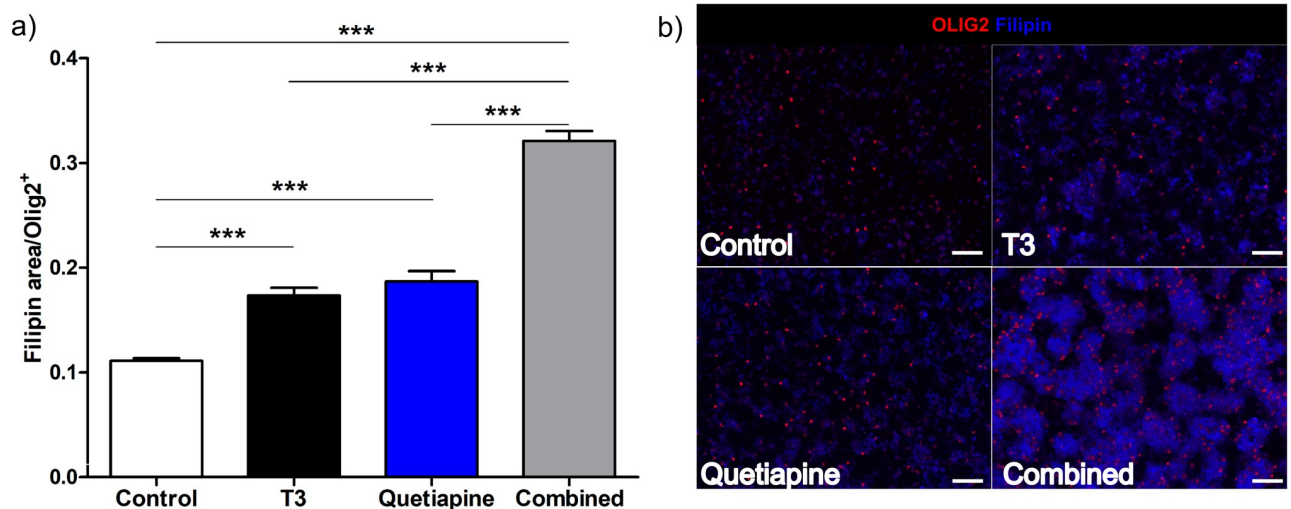 a)
***
***
***
***
***
0.4
0.3
0.2
0.1
0.0
Filipin area/Olig2⁺
Control T3 Quetiapine Combined
b)
OLIG2 Filipin
Control
T3
Quetiapine
Combined